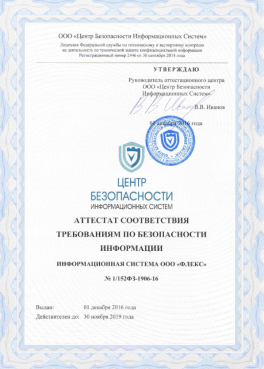 ООО «Центр Безопасности Информационных Систем»
Лицензия Федеральной службы по техническому и экспортному контролю
на деятельность по технической защите конфиденциальной информации
Регистрационный номер 2446 от 30 сентября 2014 года
УТВЕРЖДАЮ
Руководитель аттестационного центра
ООО «Центр Безопасности
Информационных Систем»
В.В. Иванов
декабря 2016 года
ЦЕНТР
БЕЗОПАСНОСТИ
ИНФОРМАЦИОННЫХ СИСТЕМ
АТТЕСТАТ СООТВЕТСТВИЯ
ТРЕБОВАНИЯМ ПО БЕЗОПАСНОСТИ
ИНФОРМАЦИИ
ИНФОРМАЦИОННАЯ СИСТЕМА ООО «ФЛЕКС»
№ 1/152ФЗ-1906-16
Выдан: 01 декабря 2016 года
Действителен до: 30 ноября 2019 года